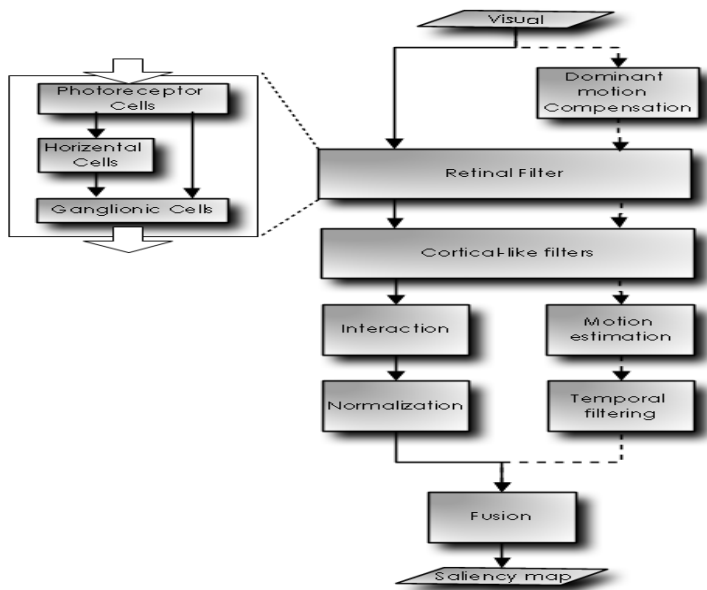 Visual
Photoreceptor
Cells
Horizental
Cells
Ganglionic Cells
Dominant
motion
Compensation
Retinal Filter
Cortical-like filters
Interaction
Motion
estimation
Normalization
Temporal
filtering
Fusion
Saliency map